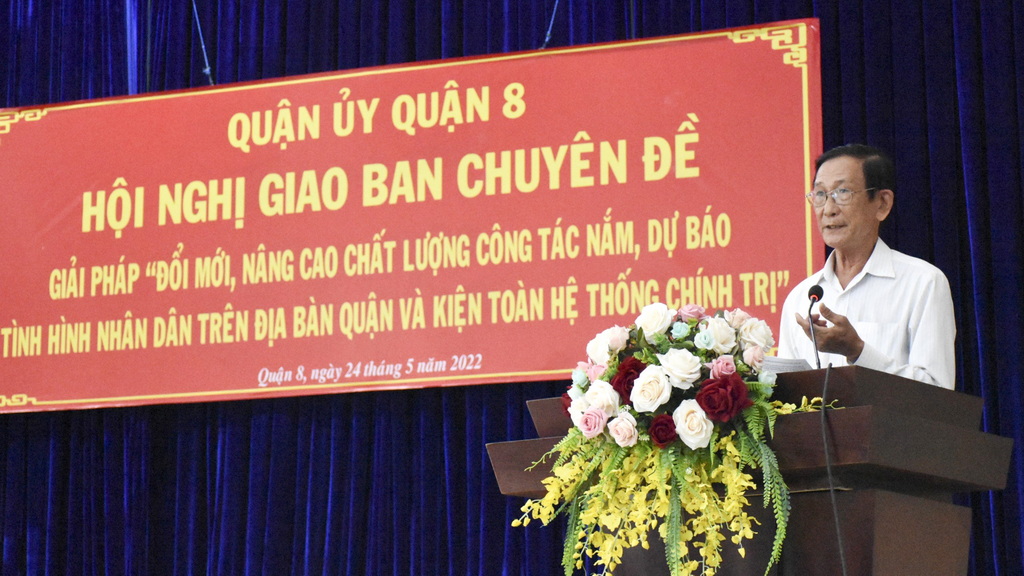 QUẬN ỦY QUẬN 8
HỘI NGHỊ GIAO BAN CHUYÊN ĐỀ
GIẢI PHÁP “ĐỔI MỚI, NÂNG CAO CHẤT LƯỢNG CÔNG TÁC NẮM, DỰ BÁO
TÌNH HÌNH NHÂN DÂN TRÊN ĐỊA BÀN QUẬN VÀ KIỆN TOÀN HỆ THỐNG CHÍNH TRỊ”
Quận 8, ngày 24 tháng 5 năm 2022